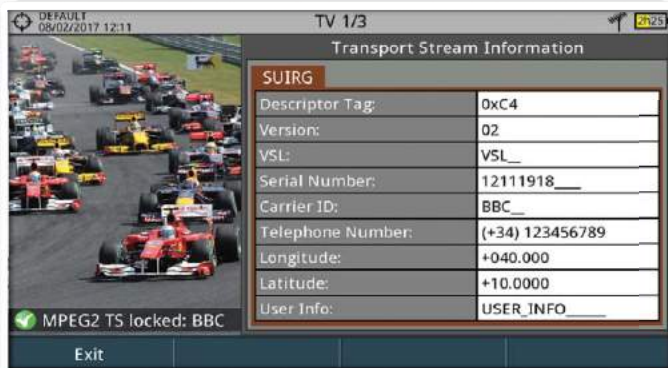 DEFAULT
08/02/2017 12:11
TV 1/3
2h25
Transport Stream Information
SUIRG
Descriptor Tag: 0xC4
Version: 02
VSL: VSL__
Serial Number: 12111918___
Carrier ID: BBC__
Telephone Number: (+34) 123456789
Longitude: +040.000
Latitude: +10.0000
User Info: USER_INFO_____
MPEG2 TS locked: BBC
Exit